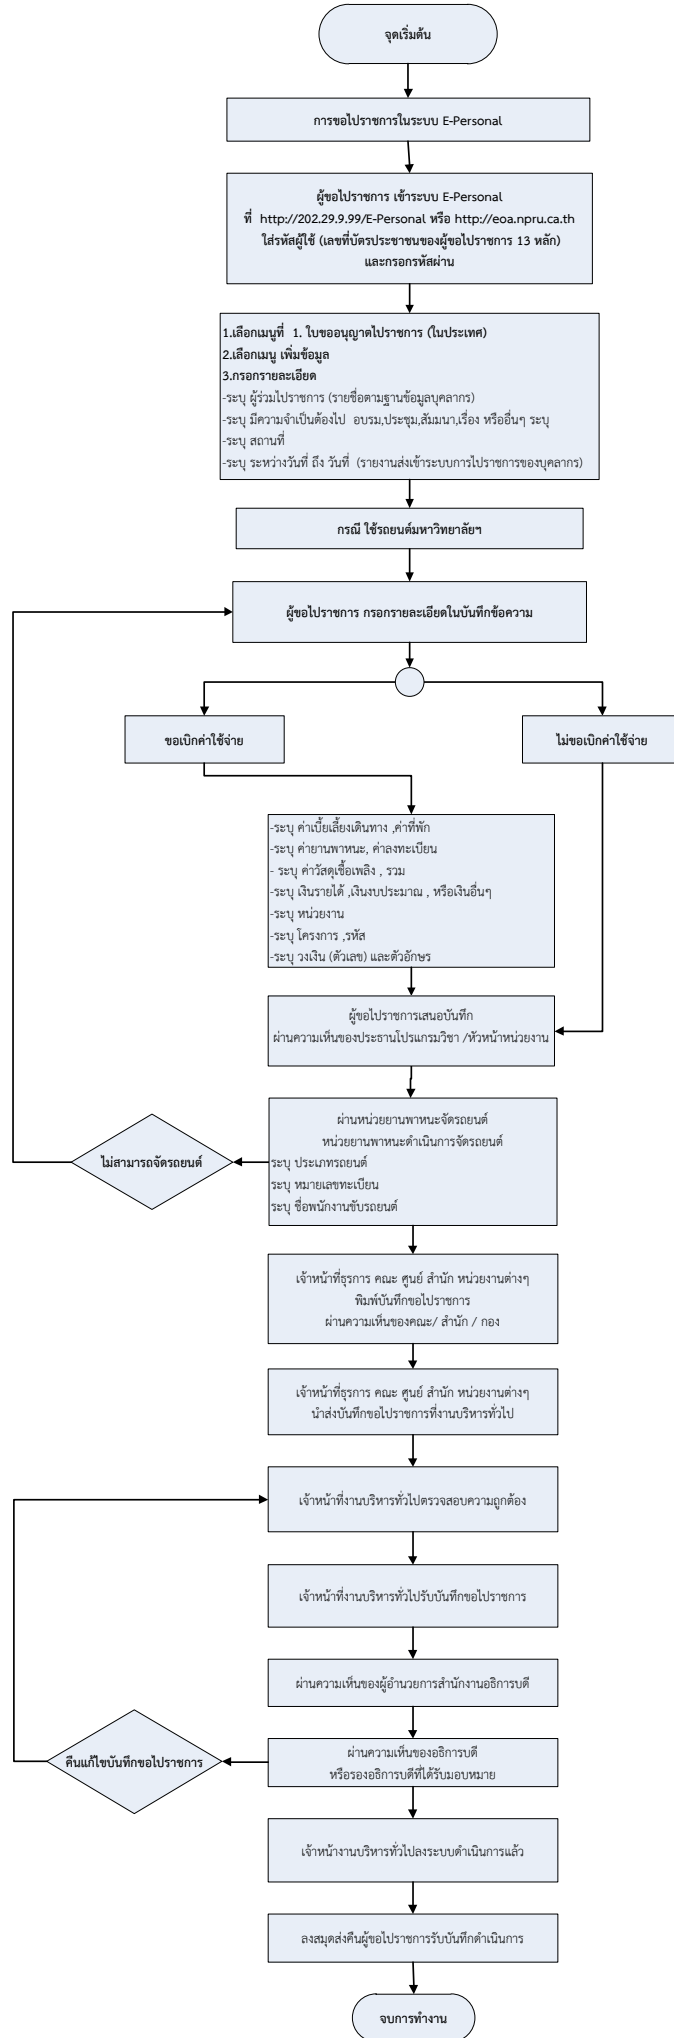 จุดเริ่มต้น
การขอไปราชการในระบบ E-Personal
ผู้ขอไปราชการ เข้าระบบ E-Personal
ที่ http://202.29.9.99/E-Personal หรือ http://eoa.npru.ca.th
ใส่รหัสผู้ใช้ (เลขที่บัตรประชาชนของผู้ขอไปราชการ 13 หลัก)
และกรอกรหัสผ่าน
1.เลือกเมนูที่ 1. ใบขออนุญาตไปราชการ (ในประเทศ)
2.เลือกเมนู เพิ่มข้อมูล
3.กรอกรายละเอียด
-ระบุ ผู้ร่วมไปราชการ (รายชื่อตามฐานข้อมูลบุคลากร)
-ระบุ มีความจำเป็นต้องไป อบรม,ประชุม,สัมมนา,เรื่อง หรืออื่นๆ ระบุ
-ระบุ สถานที่
-ระบุ ระหว่างวันที่ ถึง วันที่ (รายงานส่งเข้าระบบการไปราชการของบุคลากร)
กรณี ใช้รถยนต์มหาวิทยาลัยฯ
ผู้ขอไปราชการ กรอกรายละเอียดในบันทึกข้อความ
ขอเบิกค่าใช้จ่าย
ไม่ขอเบิกค่าใช้จ่าย
-ระบุ ค่าเบี้ยเลี้ยงเดินทาง ,ค่าที่พัก
-ระบุ ค่ายานพาหนะ, ค่าลงทะเบียน
- ระบุ ค่าวัสดุเชื้อเพลิง , รวม
-ระบุ เงินรายได้ ,เงินงบประมาณ , หรือเงินอื่นๆ
-ระบุ หน่วยงาน
-ระบุ โครงการ ,รหัส
-ระบุ วงเงิน (ตัวเลข) และตัวอักษร
ผู้ขอไปราชการเสนอบันทึก
ผ่านความเห็นของประธานโปรแกรมวิชา /หัวหน้าหน่วยงาน
ผ่านหน่วยยานพาหนะจัดรถยนต์
หน่วยยานพาหนะดำเนินการจัดรถยนต์
ระบุ ประเภทรถยนต์
ระบุ หมายเลขทะเบียน
ระบุ ชื่อพนักงานขับรถยนต์
ไม่สามารถจัดรถยนต์
เจ้าหน้าที่ธุรการ คณะ ศูนย์ สำนัก หน่วยงานต่างๆ
พิมพ์บันทึกขอไปราชการ
ผ่านความเห็นของคณะ/ สำนัก / กอง
เจ้าหน้าที่ธุรการ คณะ ศูนย์ สำนัก หน่วยงานต่างๆ
นำส่งบันทึกขอไปราชการที่งานบริหารทั่วไป
เจ้าหน้าที่งานบริหารทั่วไปตรวจสอบความถูกต้อง
เจ้าหน้าที่งานบริหารทั่วไปรับบันทึกขอไปราชการ
ผ่านความเห็นของผู้อำนวยการสำนักงานอธิการบดี
คืนแก้ไขบันทึกขอไปราชการ
ผ่านความเห็นของอธิการบดี
หรือรองอธิการบดีที่ได้รับมอบหมาย
เจ้าหน้างานบริหารทั่วไปลงระบบดำเนินการแล้ว
ลงสมุดส่งคืนผู้ขอไปราชการรับบันทึกดำเนินการ
จบการทำงาน